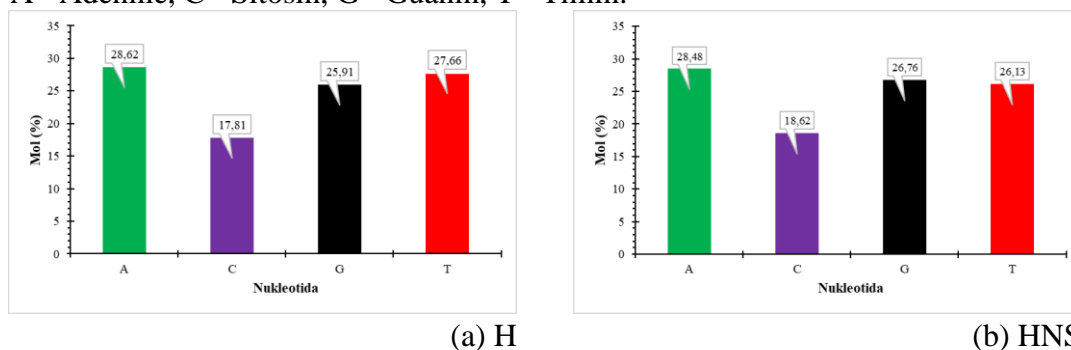 A= Adenine, C= Sitosin, G= Guanin, T= Timin.
35
30
25
20
15
10
5
0
Mol (%)
28,62
17,81
25,91
27,66
A
C
G
T
Nukleotida
(a) H
35
30
25
20
15
10
5
0
Mol (%)
28,48
18,62
26,76
26,13
A
C
G
T
Nukleotida
(b) HNS